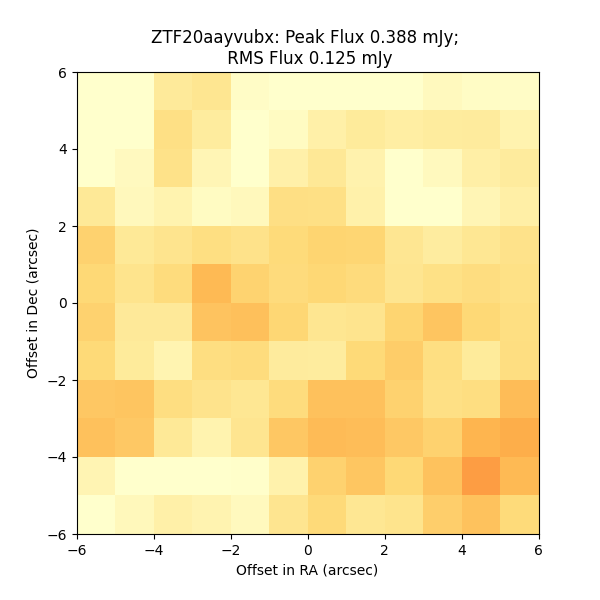 ZTF20aayvubx: Peak Flux 0.388 mJy;
RMS Flux 0.125 mJy
6
4
2
0
−2
−4
−6
Offset in Dec (arcsec)
−6 −4 −2 0 2 4 6
Offset in RA (arcsec)